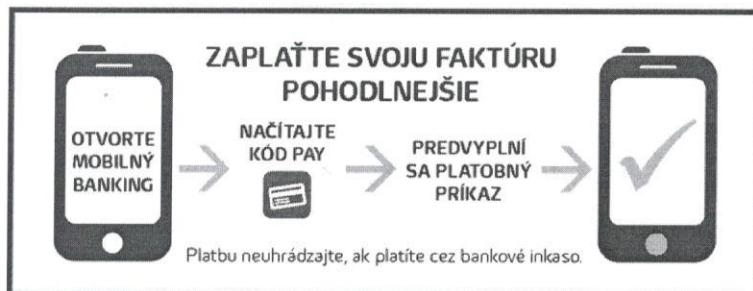 ZAPLAŤTE SVOJU FAKTÚRU
POHODLNEJŠIE
OTVORTE
MOBILNÝ
BANKING
NAČÍTAJTE
KÓD PAY
PREDVYPLNÍ
SA PLATOBNÝ
PRÍKAZ
Platbu neuhrádzajte, ak platíte cez bankové inkaso.